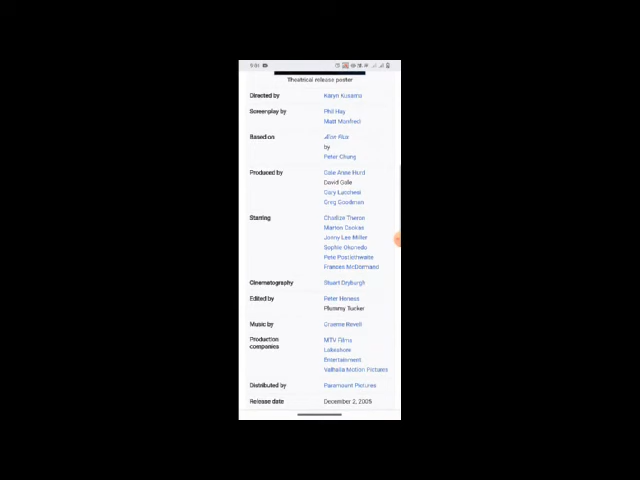 Theatrical release poster
Directed by Karyn Kusama
Screenplay by Phil Hay
Matt Manfredi
Based on Æon Flux
by
Peter Chung
Produced by Gale Anne Hurd
David Gale
Gary Lucchesi
Greg Goodman
Starring Charlize Theron
Marton Csokas
Jonny Lee Miller
Sophie Okonedo
Pete Postlethwaite
Frances McDormand
Cinematography Stuart Dryburgh
Edited by Peter Honess
Plummy Tucker
Music by Graeme Revell
Production companies MTV Films
Lakeshore
Entertainment
Valhalla Motion Pictures
Distributed by Paramount Pictures
Release date December 2, 2005